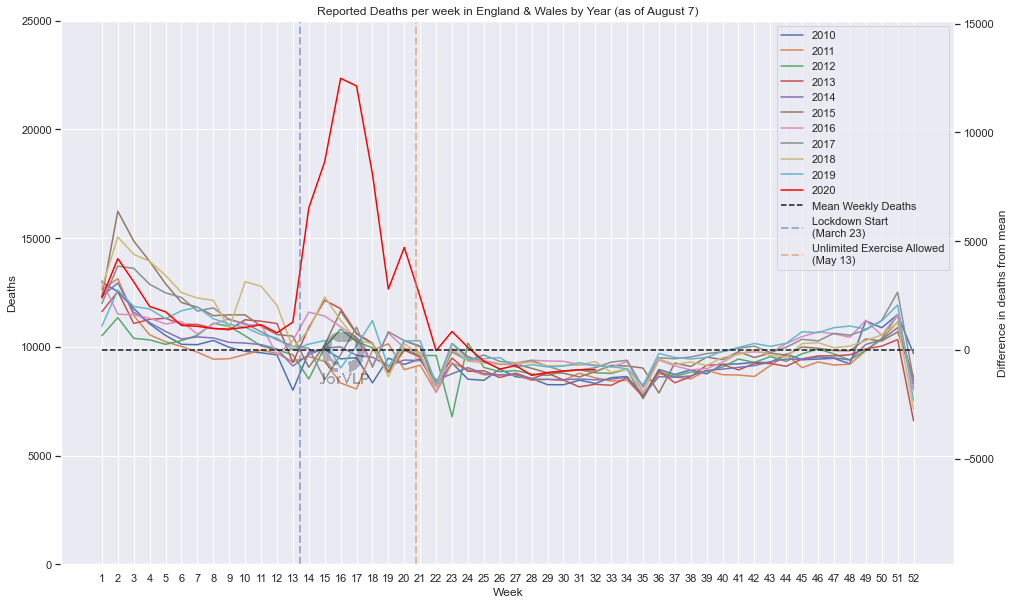 Reported Deaths per week in England & Wales by Year (as of August 7)
25000
20000
15000
10000
5000
0
Deaths
15000
10000
5000
0
−5000
Difference in deaths from mean
2010
2011
2012
2013
2014
2015
2016
2017
2018
2019
2020
Mean Weekly Deaths
Lockdown Start
(March 23)
Unlimited Exercise Allowed
(May 13)
JoryLP
1 2 3 4 5 6 7 8 9 10 11 12 13 14 15 16 17 18 19 20 21 22 23 24 25 26 27 28 29 30 31 32 33 34 35 36 37 38 39 40 41 42 43 44 45 46 47 48 49 50 51 52
Week